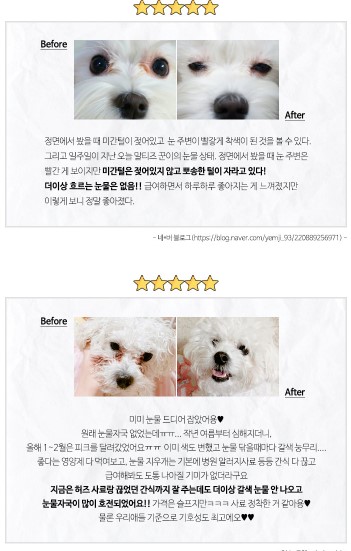 Before
After
정면에서 봤을 때 미간털이 젖어있고 눈 주변이 빨갛게 착색이 된 것을 볼 수 있다.
그리고 일주일이 지난 오늘 말티즈 꾼이의 눈물 상태. 정면에서 봤을 때 눈 주변은
빨간 게 보이지만 미간털은 젖어있지 않고 뽀송한 털이 자라고 있다!
더이상 흐르는 눈물은 없음!! 급여하면서 하루하루 좋아지는 게 느껴졌지만
이렇게 보니 정말 좋아졌다.
- 네*버 블로그(https://blog.naver.com/yemji_93/220889256971) -
Before
After
미미 눈물 드디어 잡았어용♥
원래 눈물자국 없었는데ㅠㅠ... 작년 여름부터 심해지더니,
올해 1~2월은 피크를 달리갔었어요ㅠㅠ 이미 색도 변했고 눈물 닦을때마다 갈색 눈무리....
좋다는 영양제 다 먹여보고, 눈물 지우개는 기본에 병원 알러지사료 등등 간식 다 끊고
급여해봐도 도통 나아질 기미가 없더라구요
지금은 허즈 사료랑 끊었던 간식까지 잘 주는데도 더이상 갈색 눈물 안 나오고
눈물자국이 많이 호전되었어요!! 가격은 슬프지만ㅋㅋㅋ 사료 정착한 거 같아용♥
물론 우리애들 기준으로 기호성도 최고에오♥♥